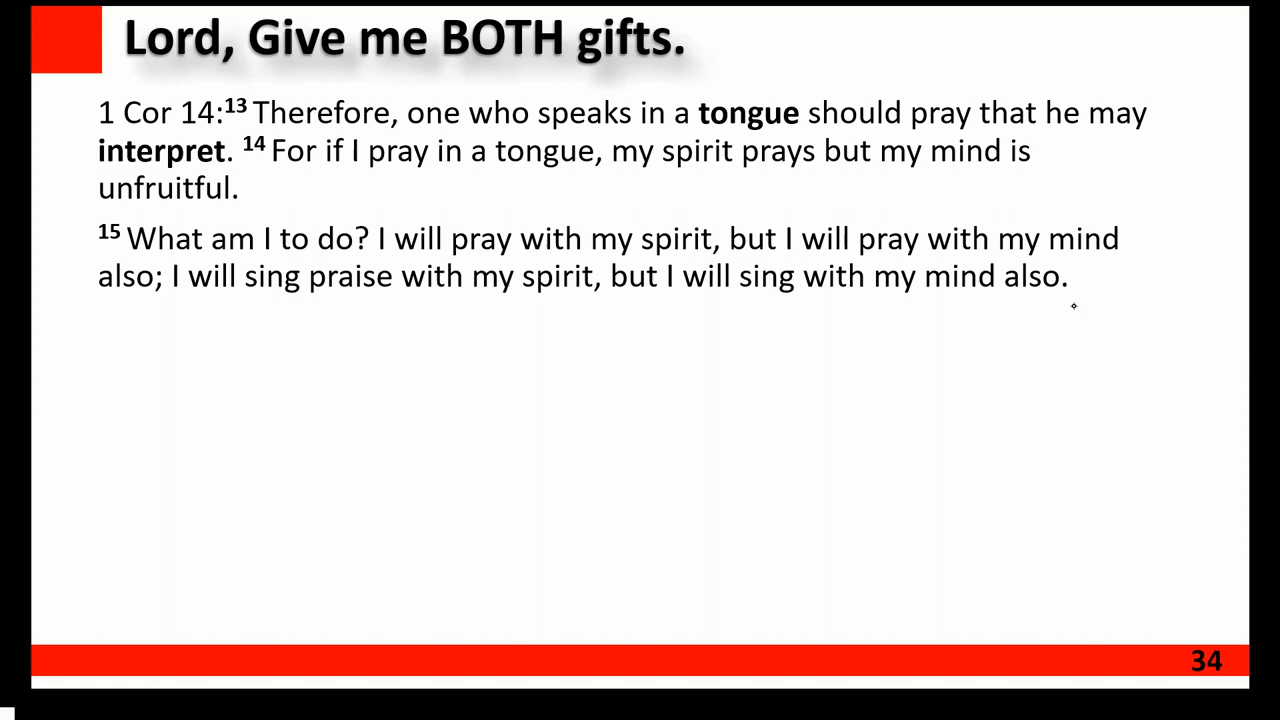 Lord, Give me BOTH gifts.
1 Cor 14:13 Therefore, one who speaks in a tongue should pray that he may
interpret. 14 For if I pray in a tongue, my spirit prays but my mind is
unfruitful.
15 What am I to do? I will pray with my spirit, but I will pray with my mind
also; I will sing praise with my spirit, but I will sing with my mind also.
34